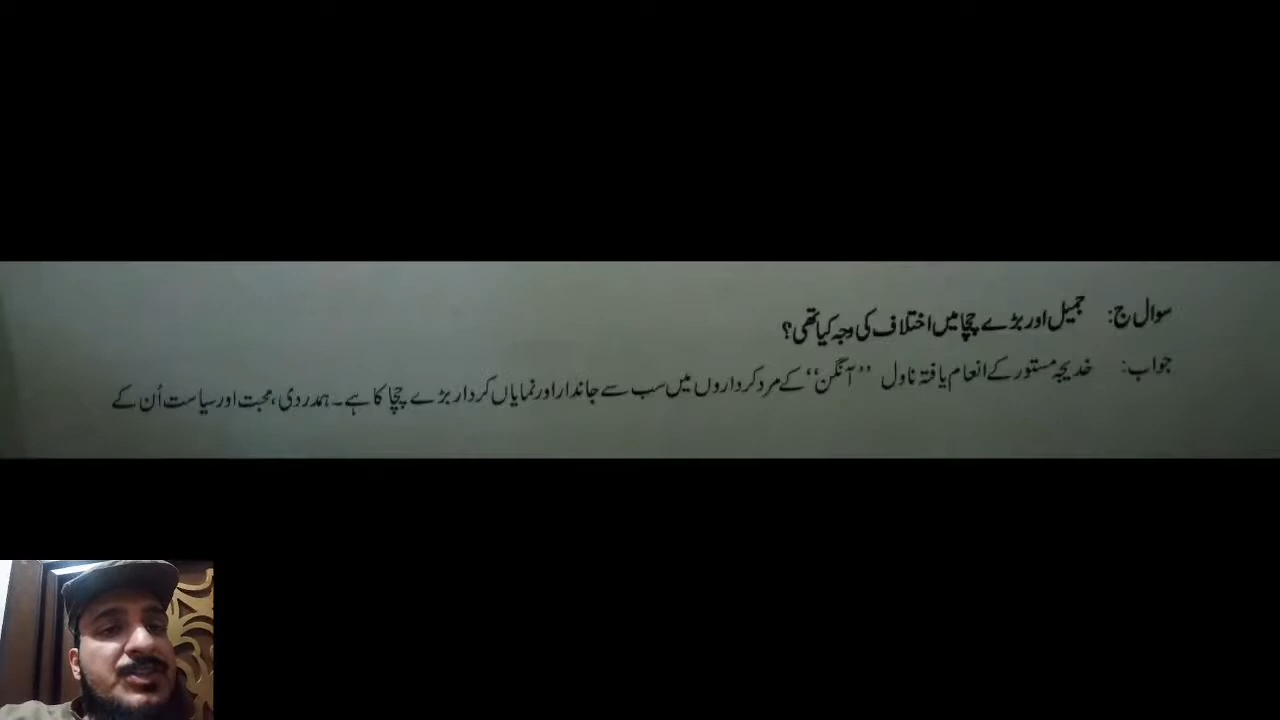 سوال ج: جمیل اور بڑے چچا میں اختلاف کی وجہ کیا تھی؟
جواب: خدیجہ مستور کے انعام یافتہ ناول ’’آنگن‘‘ کے مرد کرداروں میں سب سے جاندار اور نمایاں کردار بڑے چچا کا ہے۔ ہمدردی، محبت اور سیاست اُن کے